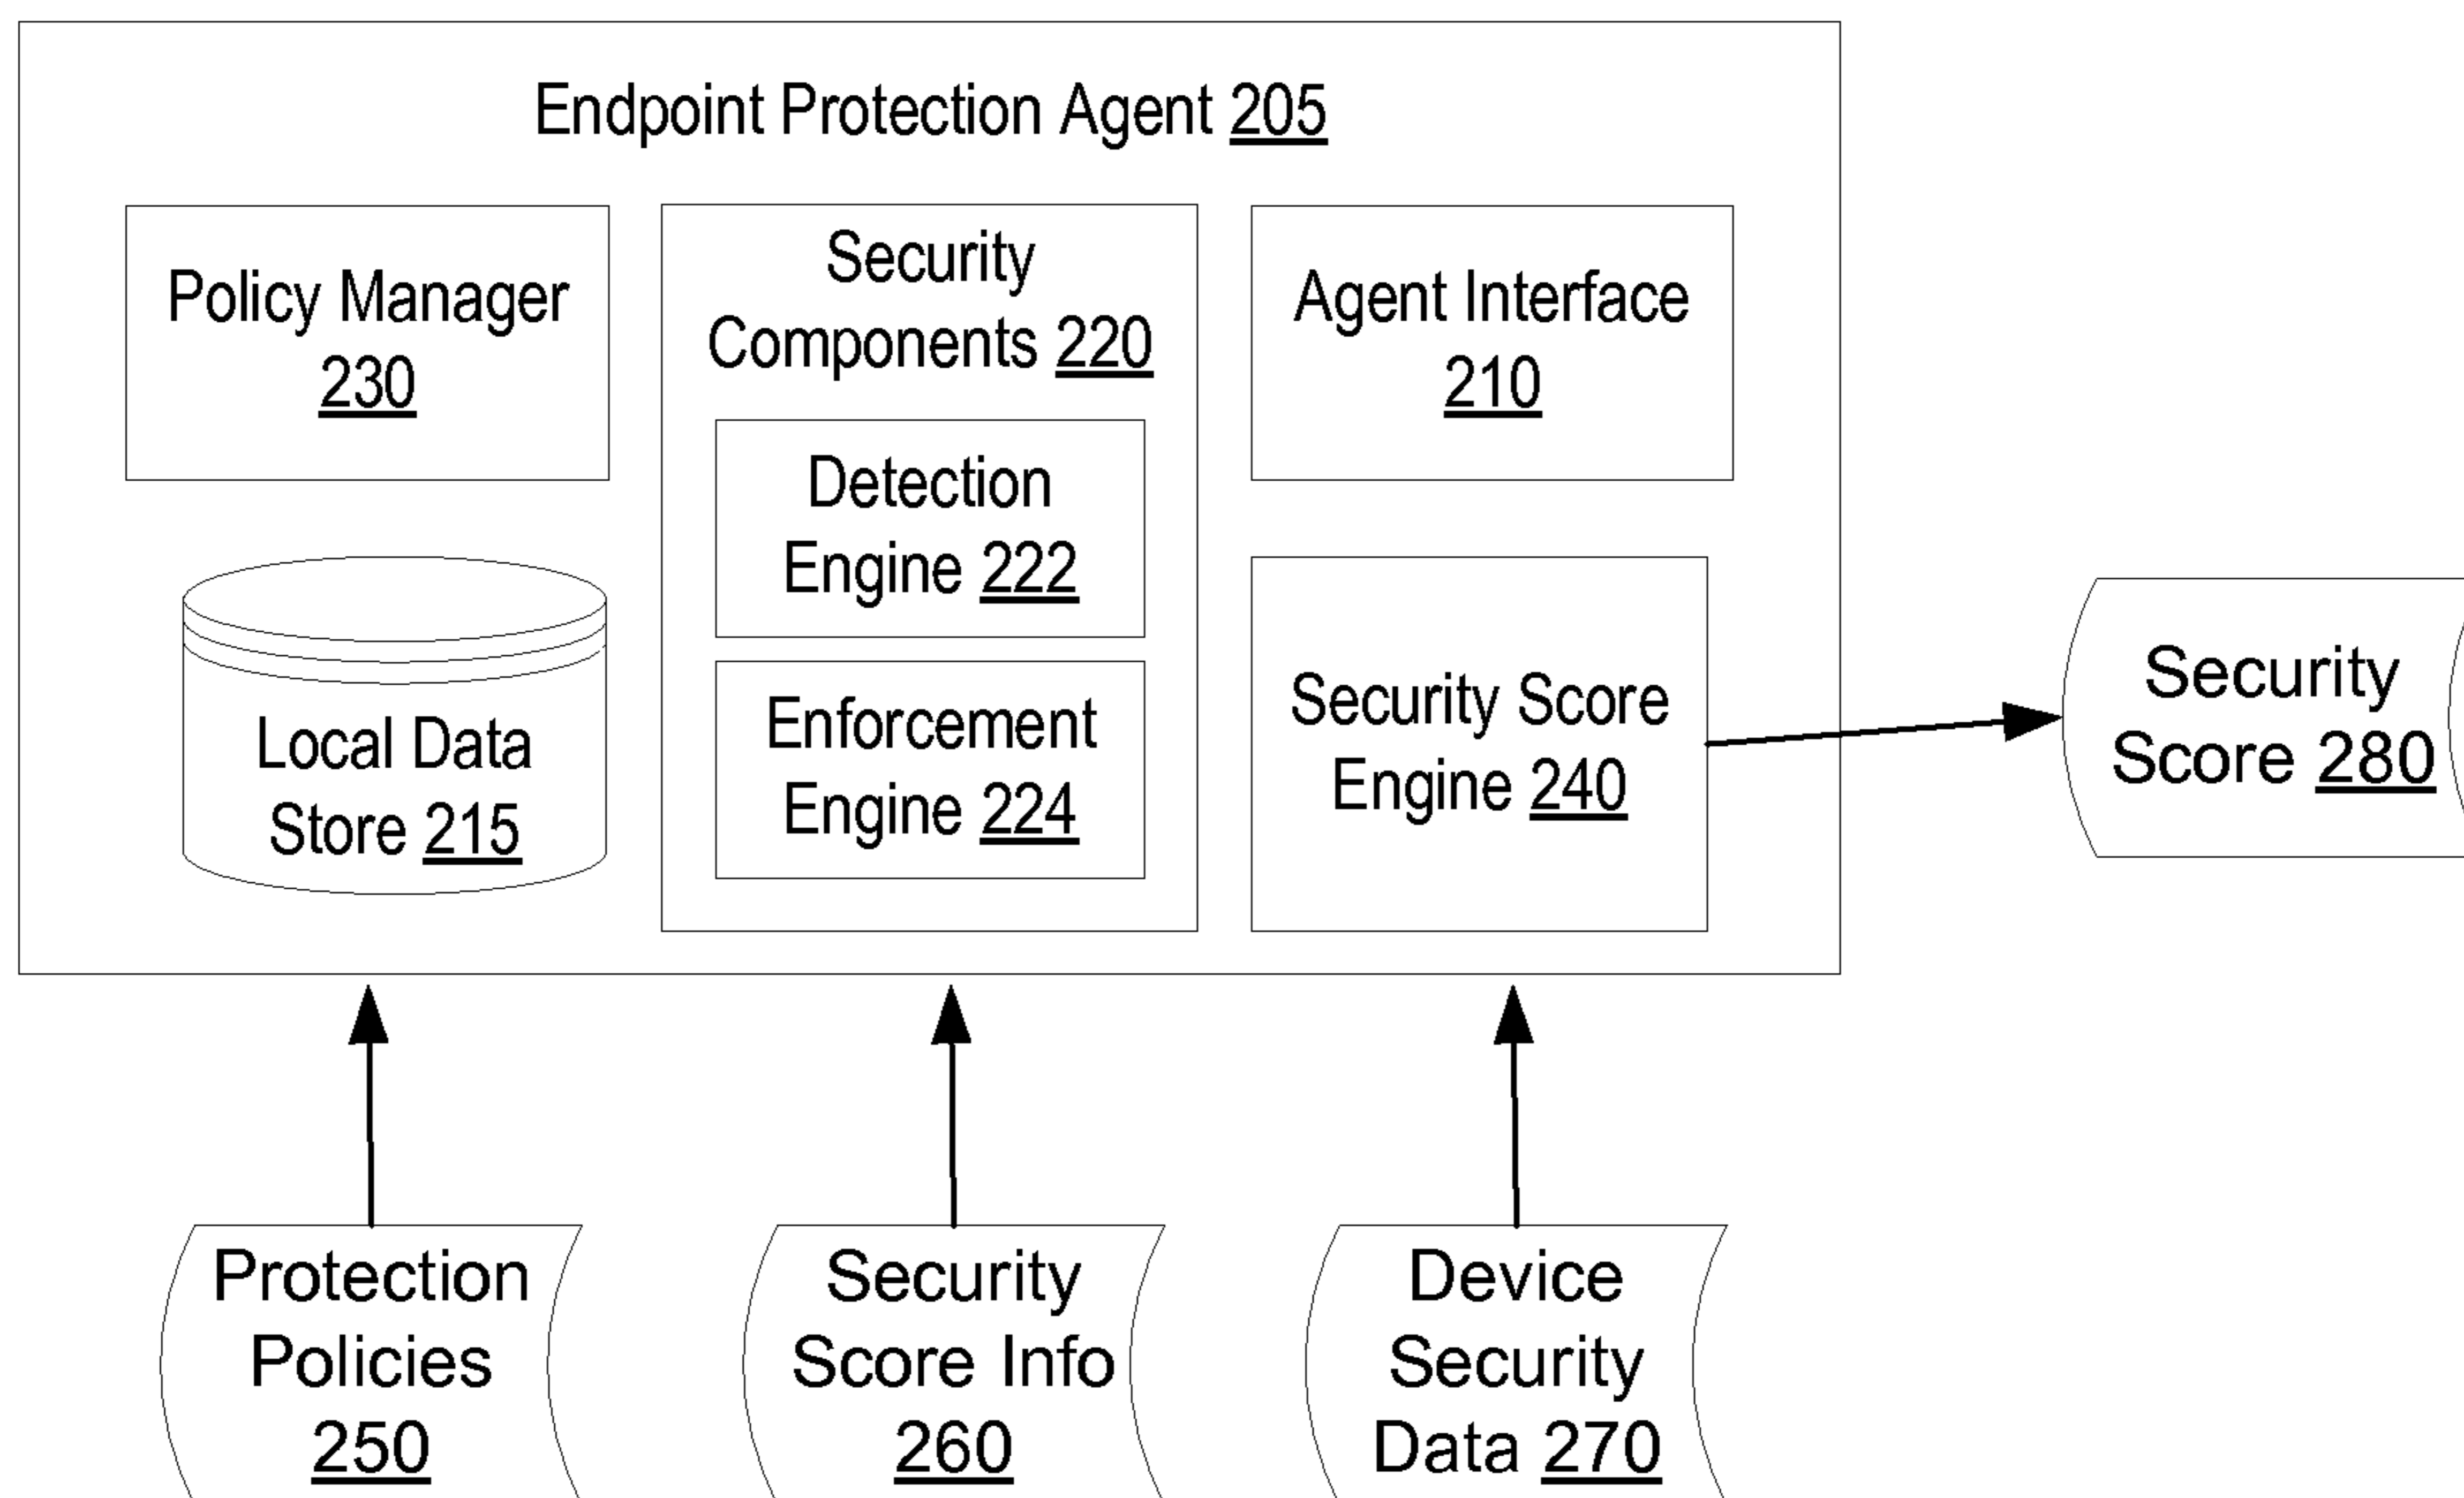 Endpoint Protection Agent 205
Policy Manager
230
Security
Components 220
Agent Interface
210
Detection
Engine 222
Local Data
Store 215
Enforcement
Engine 224
Security Score
Engine 240
Security
Score 280
Protection
Policies
250
Security
Score Info
260
Device
Security
Data 270